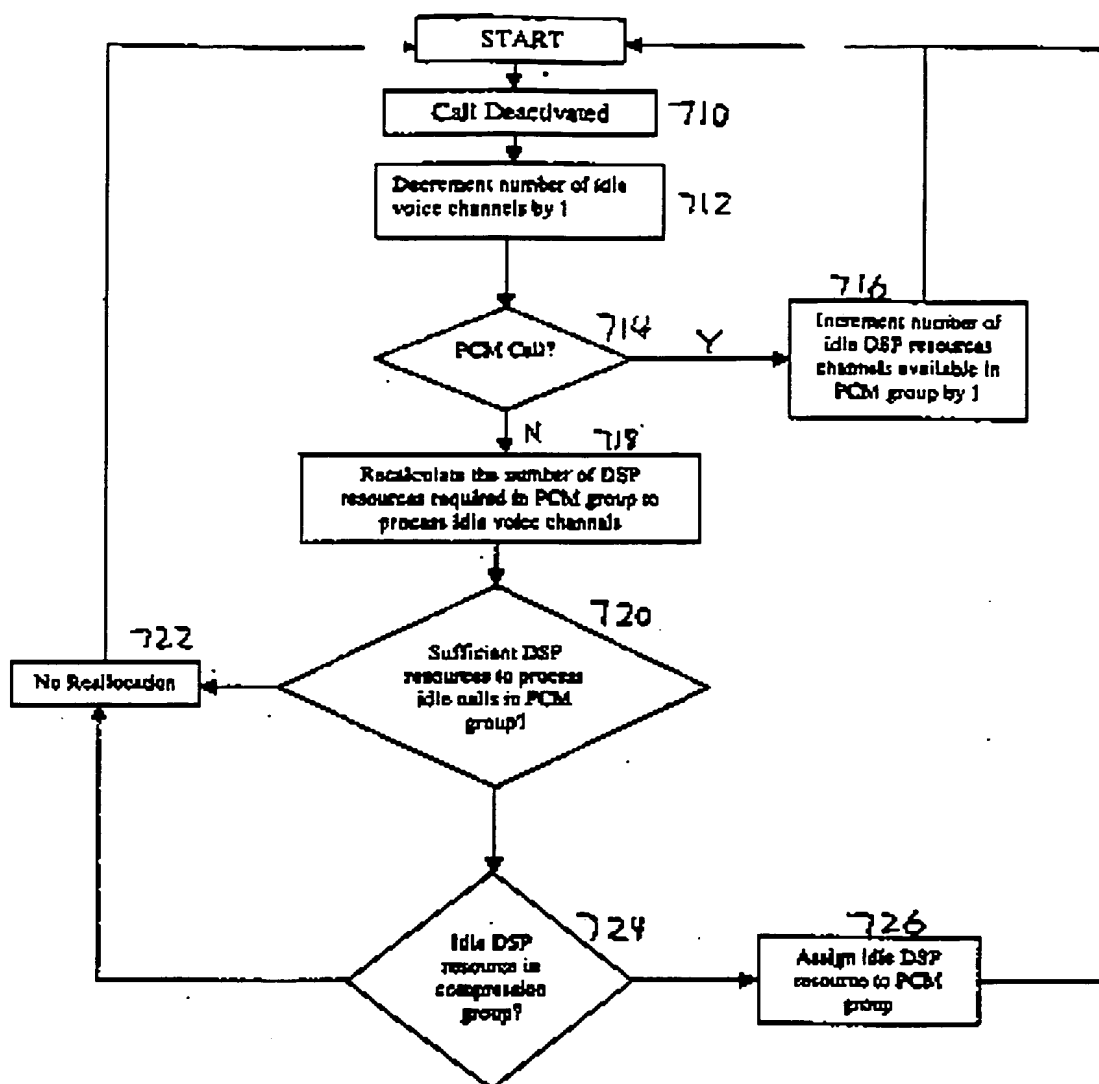 START
Call Deactivated
710
Decrement number of idle
voice channels by 1
712
PCM Call?
714
Y
716
Increment number of
idle DSP resources
channels available in
PCM group by 1
N
718
Recalculate the number of DSP
resources required in PCM group to
process idle voice channels
720
Sufficient DSP
resources to process
idle calls in PCM
group?
722
No Reallocation
724
Idle DSP
resource in
compression
group?
726
Assign idle DSP
resource to PCM
group